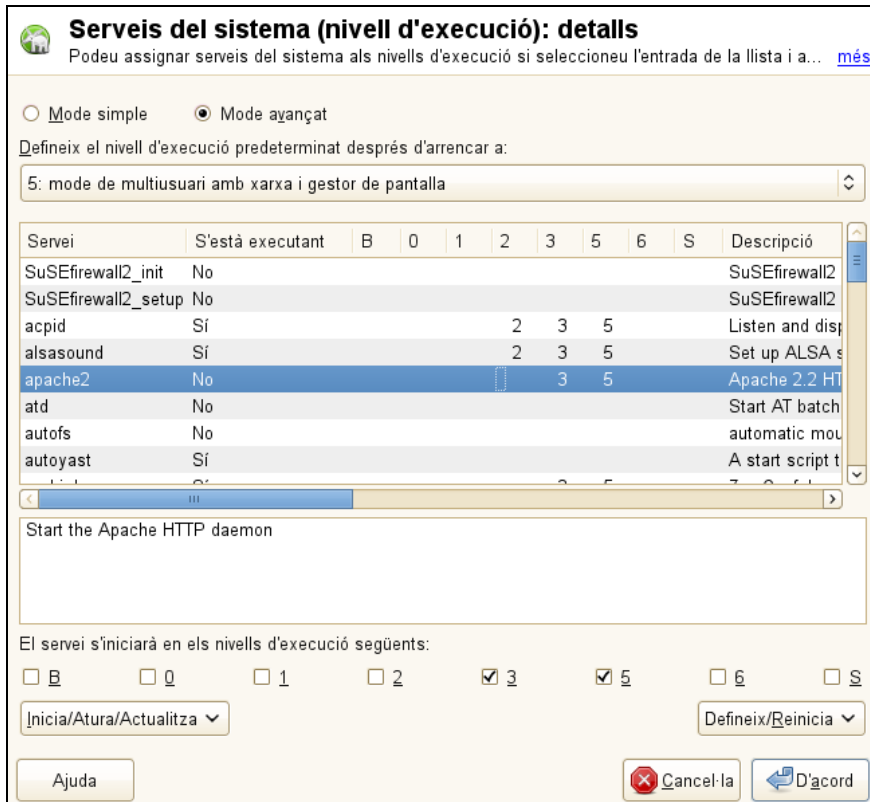 Serveis del sistema (nivell d'execució): detalls
Podeu assignar serveis del sistema als nivells d'execució si seleccioneu l'entrada de la llista i a... més
Mode simple Mode avançat
Defineix el nivell d'execució predeterminat després d'arrencar a:
5: mode de multiusuari amb xarxa i gestor de pantalla
Servei S'està executant B 0 1 2 3 5 6 S Descripció
SuSEfirewall2_init No SuSEfirewall2
SuSEfirewall2_setup No SuSEfirewall2
acpid Sí 2 3 5 Listen and disp
alsasound Sí 2 3 5 Set up ALSA s
apache2 No 3 5 Apache 2.2 HT
atd No Start AT batch
autofs No automatic mou
autoyast Sí A start script t
Start the Apache HTTP daemon
El servei s'iniciarà en els nivells d'execució següents:
B 0 1 2 3 5 6 S
Inicia/Atura/Actualitza Defineix/Reinicia
Ajuda Cancel·la D'acord